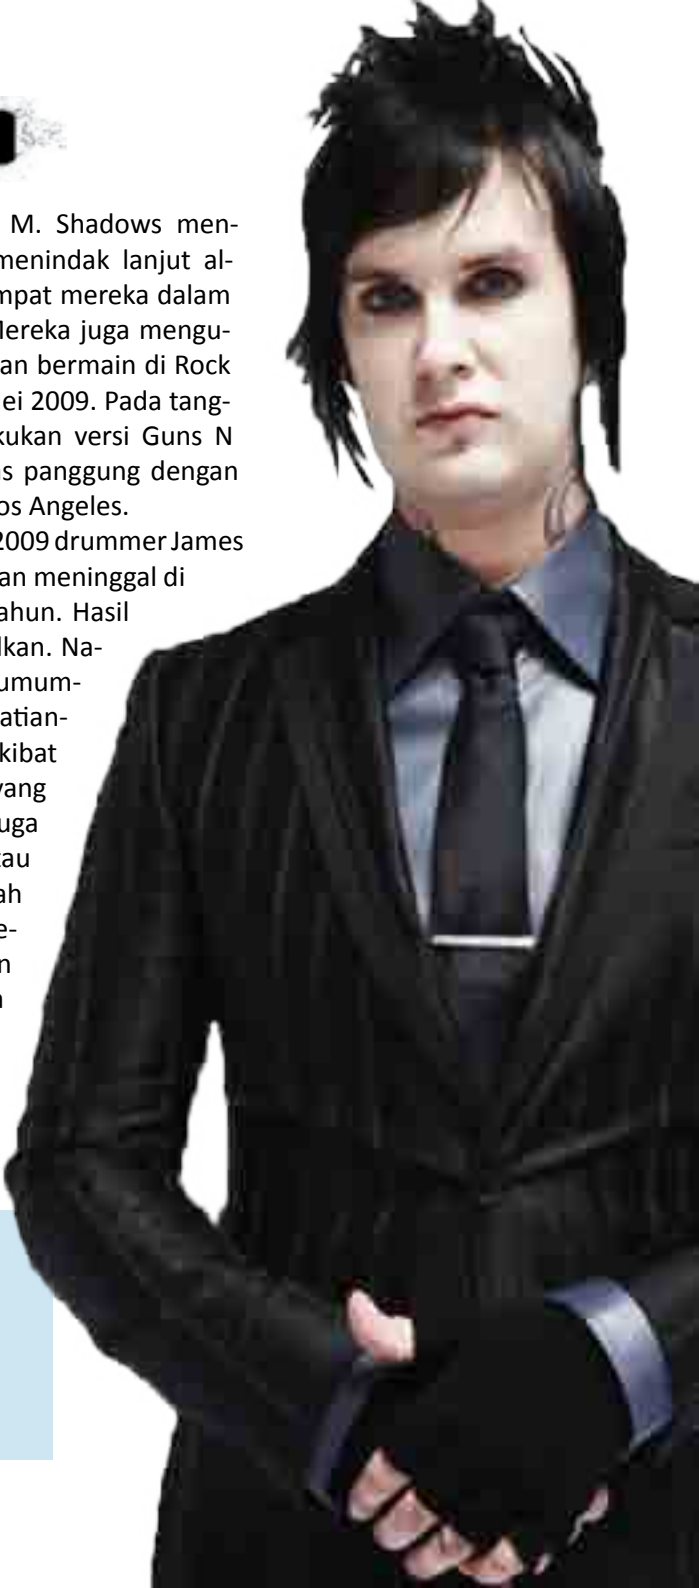 M. Shadows men-
menindak lanjut al-
mpat mereka dalam
Mereka juga mengu-
an bermain di Rock
ei 2009. Pada tang-
kukan versi Guns N
as panggung dengan
os Angeles.
2009 drummer James
an meninggal di
ahun. Hasil
lkan. Na-
umum-
atian-
kibat
yang
uga
tau
ah
e-
n